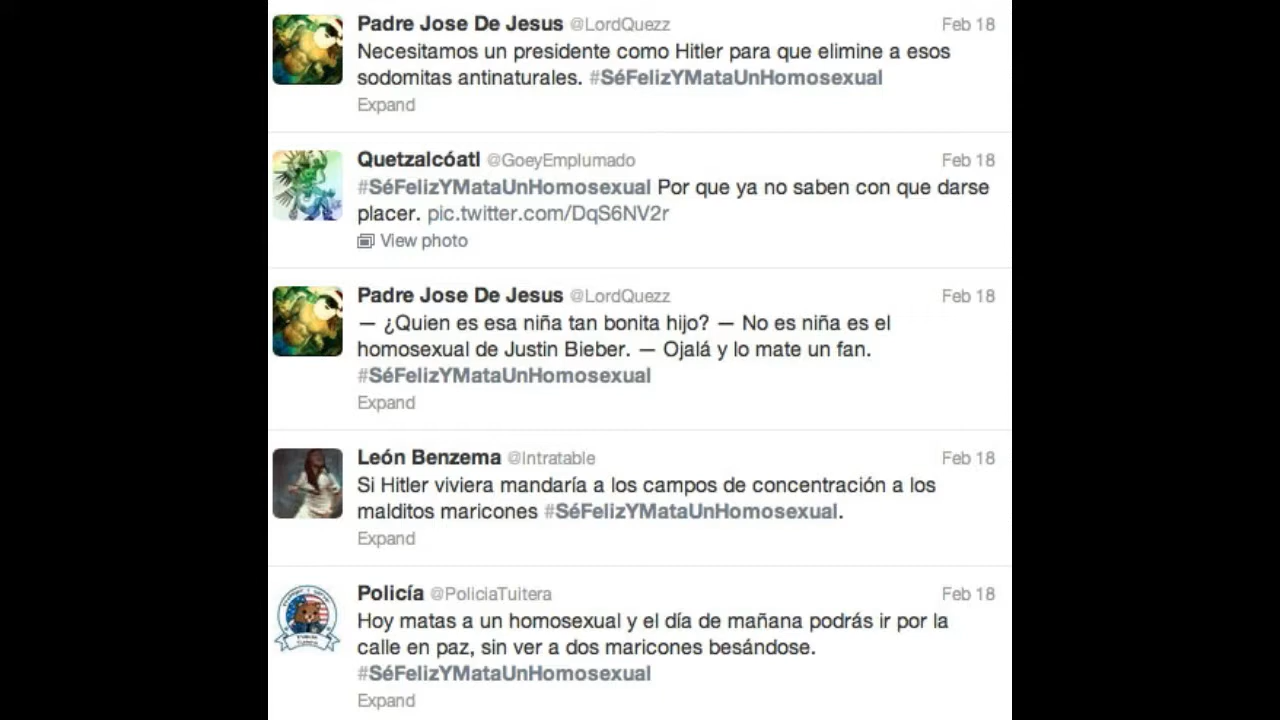 Padre Jose De Jesus @LordQuezz Feb 18
Necesitamos un presidente como Hitler para que elimine a esos
sodomitas antinaturales. #SéFelizYMataUnHomosexual
Expand
Quetzalcóatl @GoeyEmplumado Feb 18
#SéFelizYMataUnHomosexual Por que ya no saben con que darse
placer. pic.twitter.com/DqS6NV2r
View photo
Padre Jose De Jesus @LordQuezz Feb 18
— ¿Quien es esa niña tan bonita hijo? — No es niña es el
homosexual de Justin Bieber. — Ojalá y lo mate un fan.
#SéFelizYMataUnHomosexual
Expand
León Benzema @Intratable Feb 18
Si Hitler viviera mandaría a los campos de concentración a los
malditos maricones #SéFelizYMataUnHomosexual.
Expand
Policía @PoliciaTuitera Feb 18
Hoy matas a un homosexual y el día de mañana podrás ir por la
calle en paz, sin ver a dos maricones besándose.
#SéFelizYMataUnHomosexual
Expand